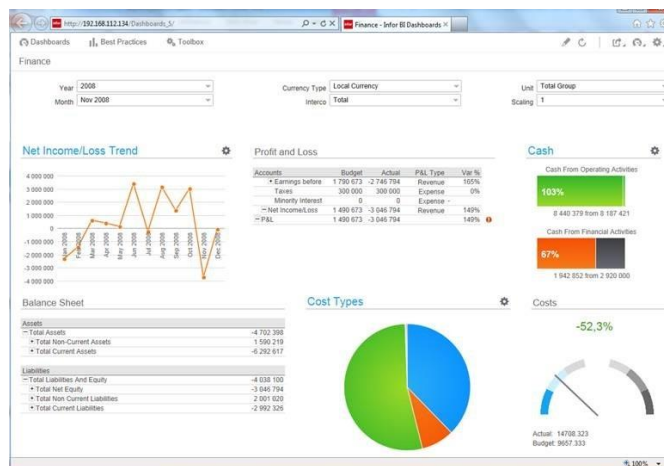 http://192.168.112.134/Dashboards_5/
Finance - Infor BI Dashboards
Dashboards Best Practices Toolbox
Finance
Year 2008 Currency Type Local Currency Unit Total Group
Month Nov 2008 Interco Total Scaling 1
Net Income/Loss Trend
4 000 000
3 000 000
2 000 000
1 000 000
0
-1 000 000
-2 000 000
-3 000 000
-4 000 000
Jan 2008
Feb 2008
Mar 2008
Apr 2008
May 2008
Jun 2008
Jul 2008
Aug 2008
Sep 2008
Oct 2008
Nov 2008
Dec 2008
Profit and Loss
Accounts Budget Actual P&L Type Var %
Earnings before 1 790 673 -2 746 794 Revenue 165%
Taxes 300 000 300 000 Expense 0%
Minority Interest 0 0 Expense -
Net Income/Loss 1 490 673 -3 046 794 Revenue 149%
P&L 1 490 673 -3 046 794 149%
Cash
Cash From Operating Activities
103%
8 440 379 from 8 187 421
Cash From Financial Activities
67%
1 942 852 from 2 920 000
Balance Sheet
Assets
Total Assets -4 702 398
Total Non-Current Assets 1 590 219
Total Current Assets -6 292 617
Liabilities
Total Liabilities And Equity -4 038 100
Total Net Equity -3 046 794
Total Non Current Liabilities 2 001 020
Total Current Liabilities -2 992 326
Cost Types
Costs
-52,3%
Actual: 14708.323
Budget: 9657.333
100%